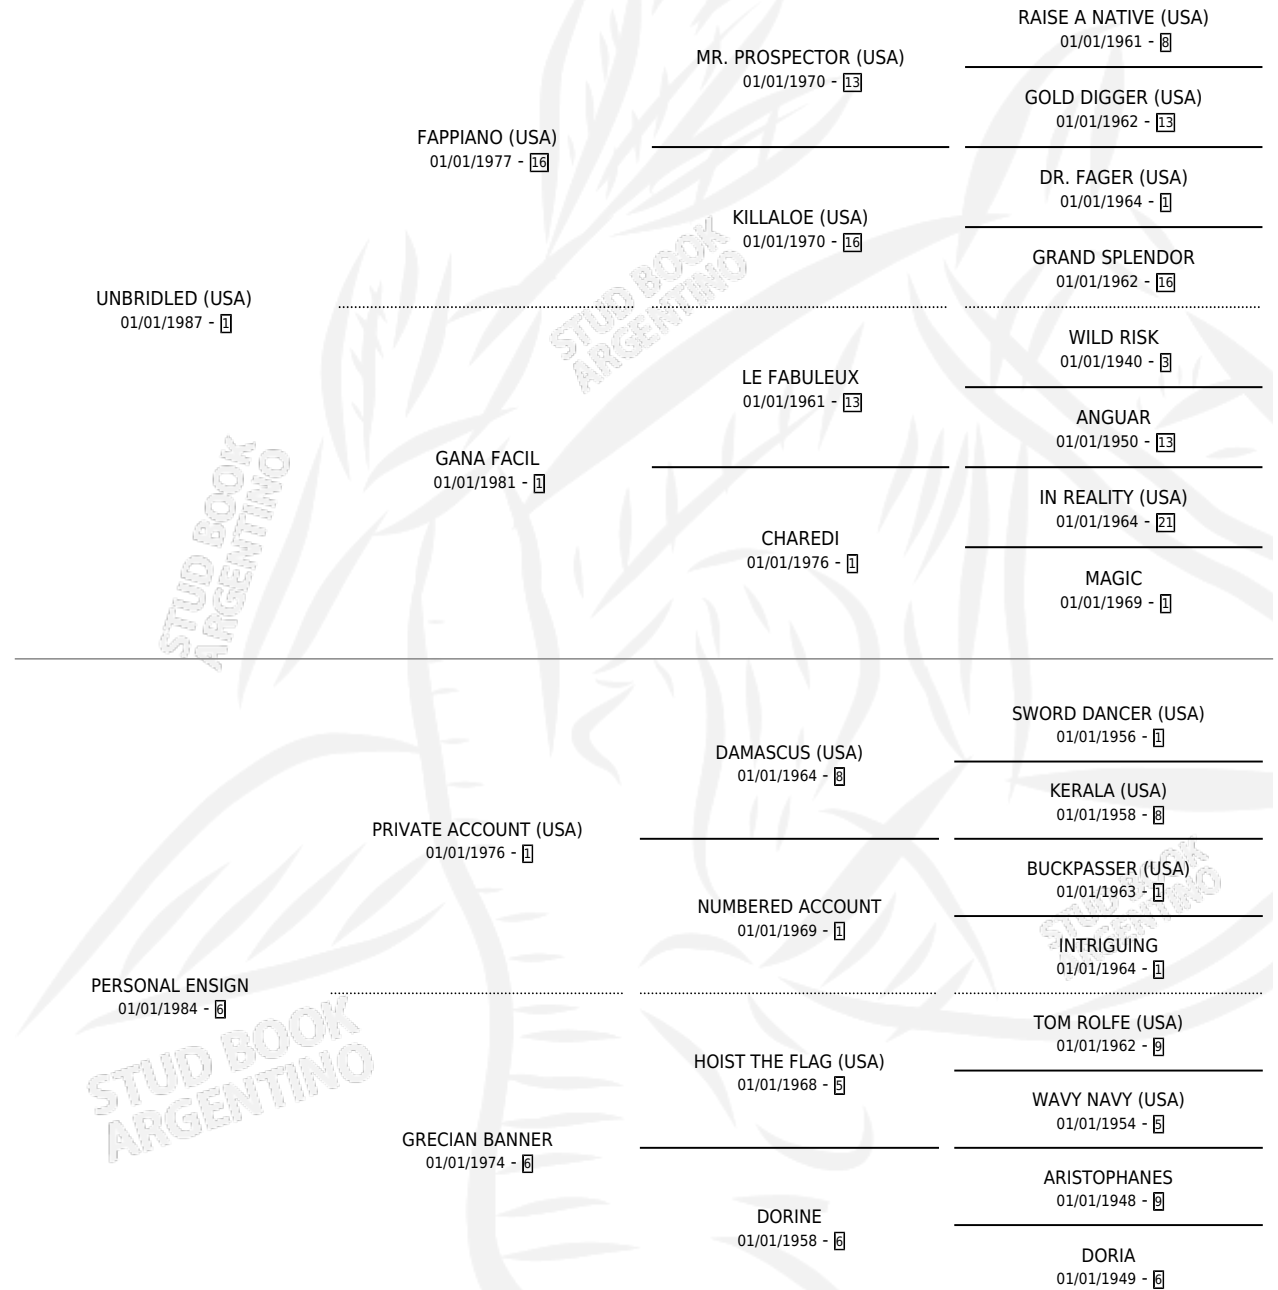 RAISE A NATIVE (USA)
01/01/1961 - 8
MR. PROSPECTOR (USA)
01/01/1970 - 13
GOLD DIGGER (USA)
01/01/1962 - 13
FAPPIANO (USA)
01/01/1977 - 16
DR. FAGER (USA)
01/01/1964 - 1
KILLALOE (USA)
01/01/1970 - 16
GRAND SPLENDOR
01/01/1962 - 16
UNBRIDLED (USA)
01/01/1987 - 1
WILD RISK
01/01/1940 - 3
LE FABULEUX
01/01/1961 - 13
ANGUAR
01/01/1950 - 13
GANA FACIL
01/01/1981 - 1
IN REALITY (USA)
01/01/1964 - 21
CHAREDI
01/01/1976 - 1
MAGIC
01/01/1969 - 1
SWORD DANCER (USA)
01/01/1956 - 1
DAMASCUS (USA)
01/01/1964 - 8
KERALA (USA)
01/01/1958 - 8
PRIVATE ACCOUNT (USA)
01/01/1976 - 1
BUCKPASSER (USA)
01/01/1963 - 1
NUMBERED ACCOUNT
01/01/1969 - 1
INTRIGUING
01/01/1964 - 1
PERSONAL ENSIGN
01/01/1984 - 6
TOM ROLFE (USA)
01/01/1962 - 9
HOIST THE FLAG (USA)
01/01/1968 - 5
WAVY NAVY (USA)
01/01/1954 - 5
GRECIAN BANNER
01/01/1974 - 6
ARISTOPHANES
01/01/1948 - 9
DORINE
01/01/1958 - 6
DORIA
01/01/1949 - 6
STUD BOOK
ARGENTINO
STUD BOOK
ARGENTINO
STUD BOOK
ARGENTINO
STUD BOOK
ARGENTINO